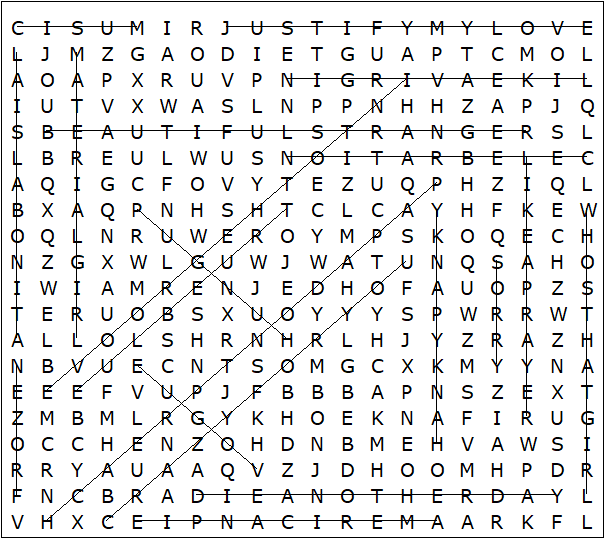 C I S U M I R J U S T I F Y M Y L O V E
L J M Z G A O D I E T G U A P T C M O L
A O A P X R U V P N I G R I V A E K I L
I U T V X W A S L N P P N H H Z A P J Q
S B E A U T I F U L S T R A N G E R S L
L B R E U L W U S N O I T A R B E L E C
A Q I G C F O V Y T E Z U Q P H Z I Q L
B X A Q P N H S H T C L C A Y H F K E W
O Q L N R U W E R O Y M P S K O Q E C H
N Z G X W L G U W J W A T U N Q S A H O
I W I A M R E N J E D H O F A U O P Z S
T E R U O B S X U O Y Y Y S P W R R W T
A L L O L S H R N H R L H J Y Z R A Z H
N B V U E C N T S O M G C X K M Y Y N A
E E E F V U P J F B B B A P N S Z E X T
Z M B M L R G Y K H O E K N A F I R U G
O C C H E N Z O H D N B M E H V A W S I
R R Y A U A A Q V Z J D H O O M H P D R
F N C B R A D I E A N O T H E R D A Y L
V H X C E I P N A C I R E M A A R K F L